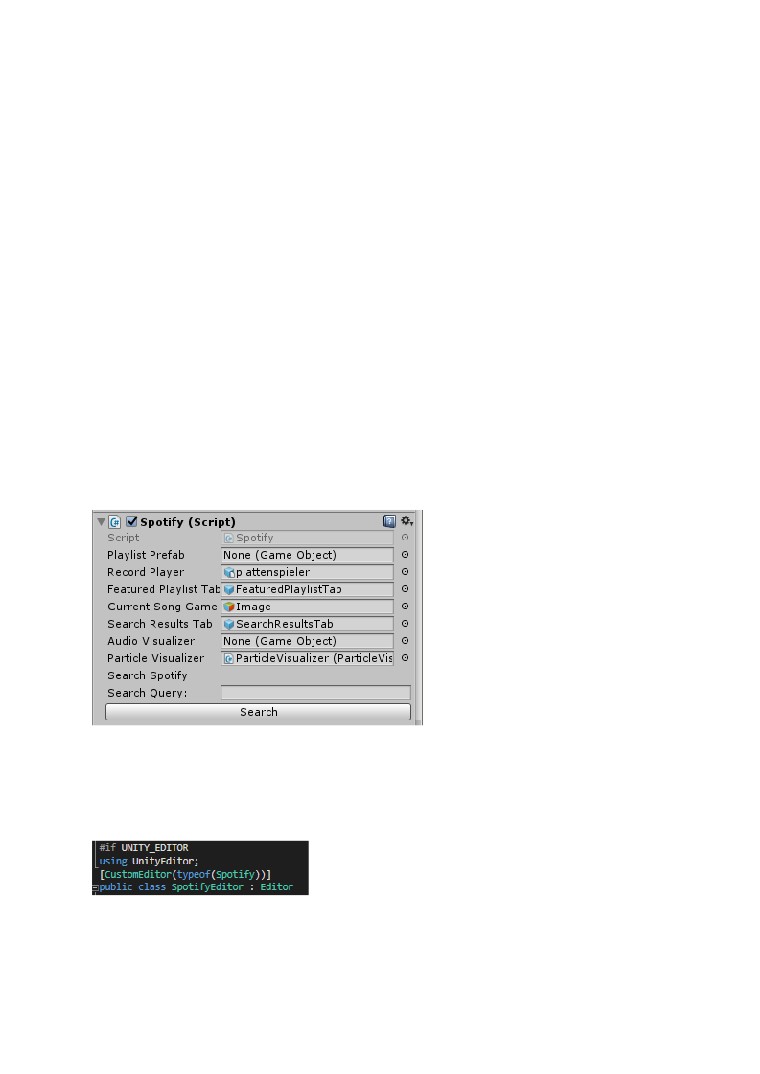 Spotify (Script)
Script Spotify
Playlist Prefab None (Game Object)
Record Player plattenspieler
Featured Playlist Tab FeaturedPlaylistTab
Current Song Game Image
Search Results Tab SearchResultsTab
Audio Visualizer None (Game Object)
Particle Visualizer ParticleVisualizer (ParticleVis
Search Spotify
Search Query:
Search
#if UNITY_EDITOR
using UnityEditor;
[CustomEditor(typeof(Spotify))]
public class SpotifyEditor : Editor